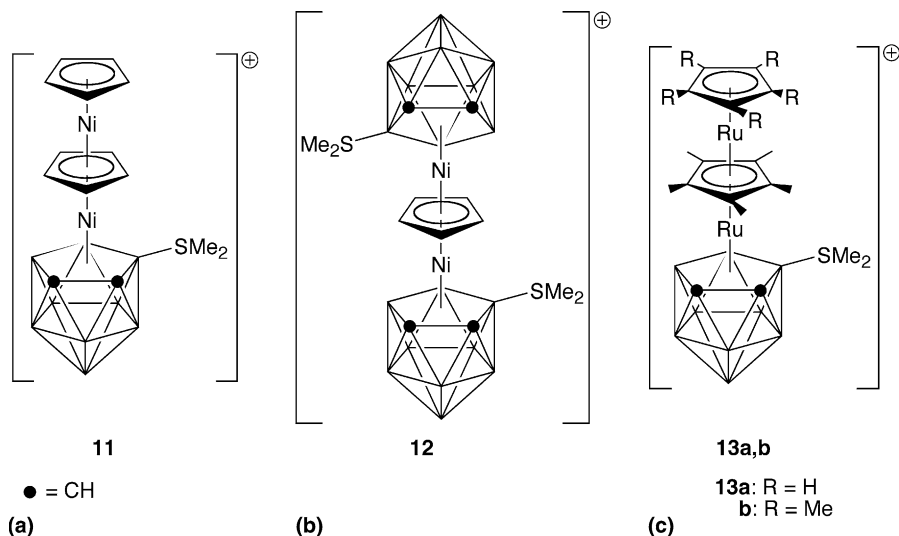 ⊕
Ni
Ni
SMe2
11
● = CH
(a)
⊕
Me2S
Ni
Ni
SMe2
12
(b)
⊕
R R
R R
R
Ru
Ru
SMe2
13a,b
13a: R = H
b: R = Me
(c)